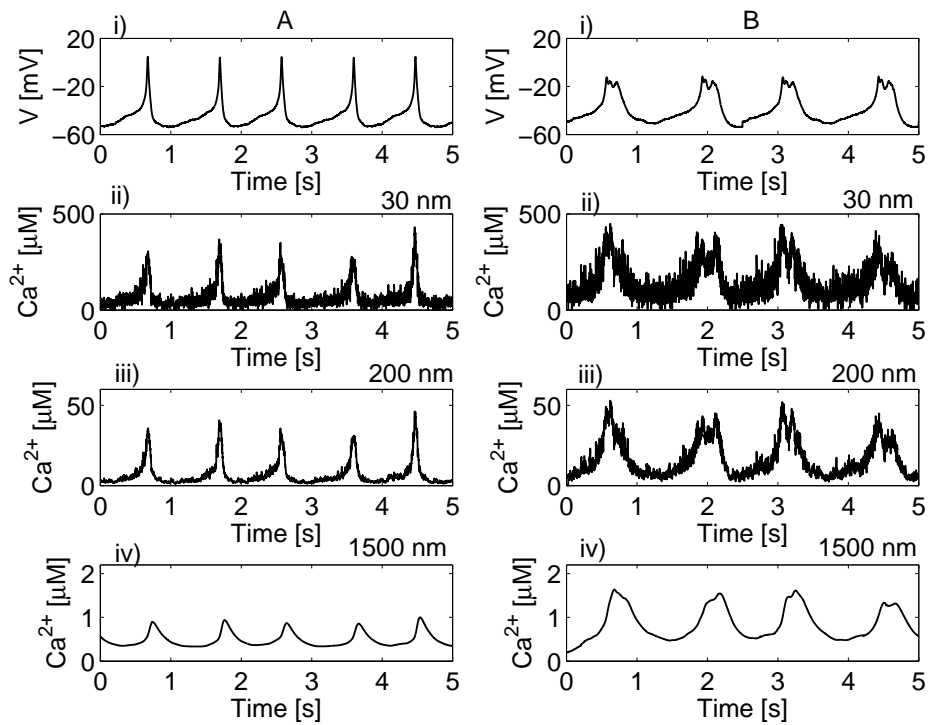 A
i)
V [mV]
20
−20
−60
0 1 2 3 4 5
Time [s]
ii)
30 nm
Ca2+ [μM]
500
0
0 1 2 3 4 5
Time [s]
iii)
200 nm
Ca2+ [μM]
50
0
0 1 2 3 4 5
Time [s]
iv)
1500 nm
Ca2+ [μM]
2
1
0
0 1 2 3 4 5
Time [s]
B
i)
V [mV]
20
−20
−60
0 1 2 3 4 5
Time [s]
ii)
30 nm
Ca2+ [μM]
500
0
0 1 2 3 4 5
Time [s]
iii)
200 nm
Ca2+ [μM]
50
0
0 1 2 3 4 5
Time [s]
iv)
1500 nm
Ca2+ [μM]
2
1
0
0 1 2 3 4 5
Time [s]